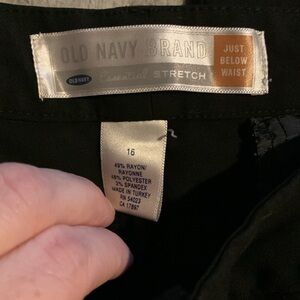 OLD NAVY BRAND
OLD NAVY
Essential STRETCH
JUST
BELOW
WAIST
16
49% RAYON/
RAYONNE
48% POLYESTER
3% SPANDEX
MADE IN TURKEY
RN 54023
CA 17897